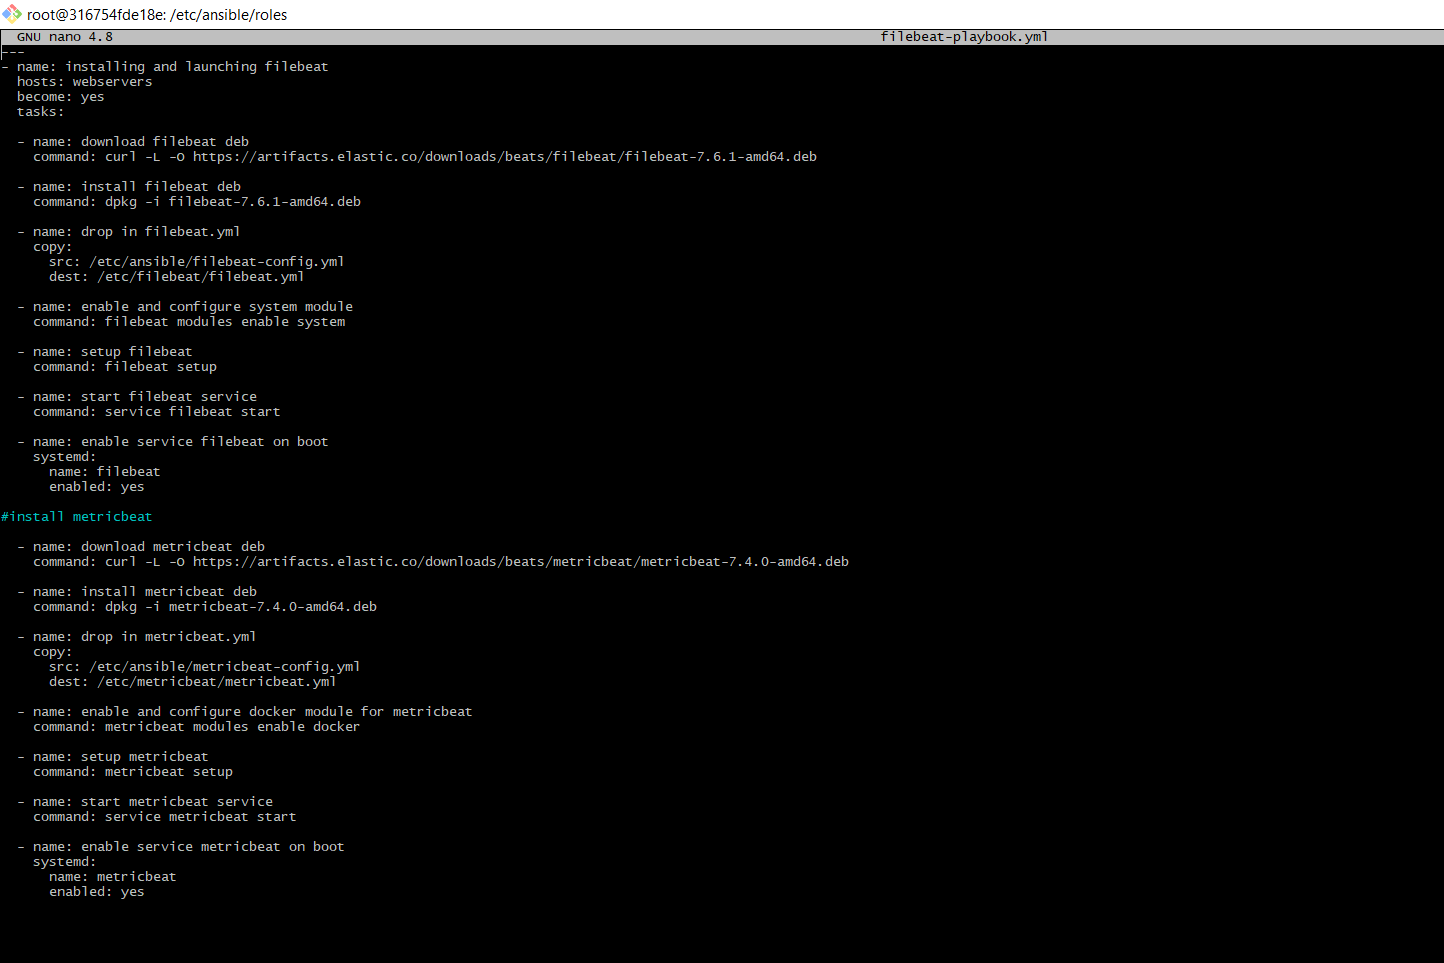 root@316754fde18e: /etc/ansible/roles
GNU nano 4.8 filebeat-playbook.yml
---
- name: installing and launching filebeat
  hosts: webservers
  become: yes
  tasks:

  - name: download filebeat deb
    command: curl -L -O https://artifacts.elastic.co/downloads/beats/filebeat/filebeat-7.6.1-amd64.deb

  - name: install filebeat deb
    command: dpkg -i filebeat-7.6.1-amd64.deb

  - name: drop in filebeat.yml
    copy:
      src: /etc/ansible/filebeat-config.yml
      dest: /etc/filebeat/filebeat.yml

  - name: enable and configure system module
    command: filebeat modules enable system

  - name: setup filebeat
    command: filebeat setup

  - name: start filebeat service
    command: service filebeat start

  - name: enable service filebeat on boot
    systemd:
      name: filebeat
      enabled: yes

#install metricbeat

  - name: download metricbeat deb
    command: curl -L -O https://artifacts.elastic.co/downloads/beats/metricbeat/metricbeat-7.4.0-amd64.deb

  - name: install metricbeat deb
    command: dpkg -i metricbeat-7.4.0-amd64.deb

  - name: drop in metricbeat.yml
    copy:
      src: /etc/ansible/metricbeat-config.yml
      dest: /etc/metricbeat/metricbeat.yml

  - name: enable and configure docker module for metricbeat
    command: metricbeat modules enable docker

  - name: setup metricbeat
    command: metricbeat setup

  - name: start metricbeat service
    command: service metricbeat start

  - name: enable service metricbeat on boot
    systemd:
      name: metricbeat
      enabled: yes